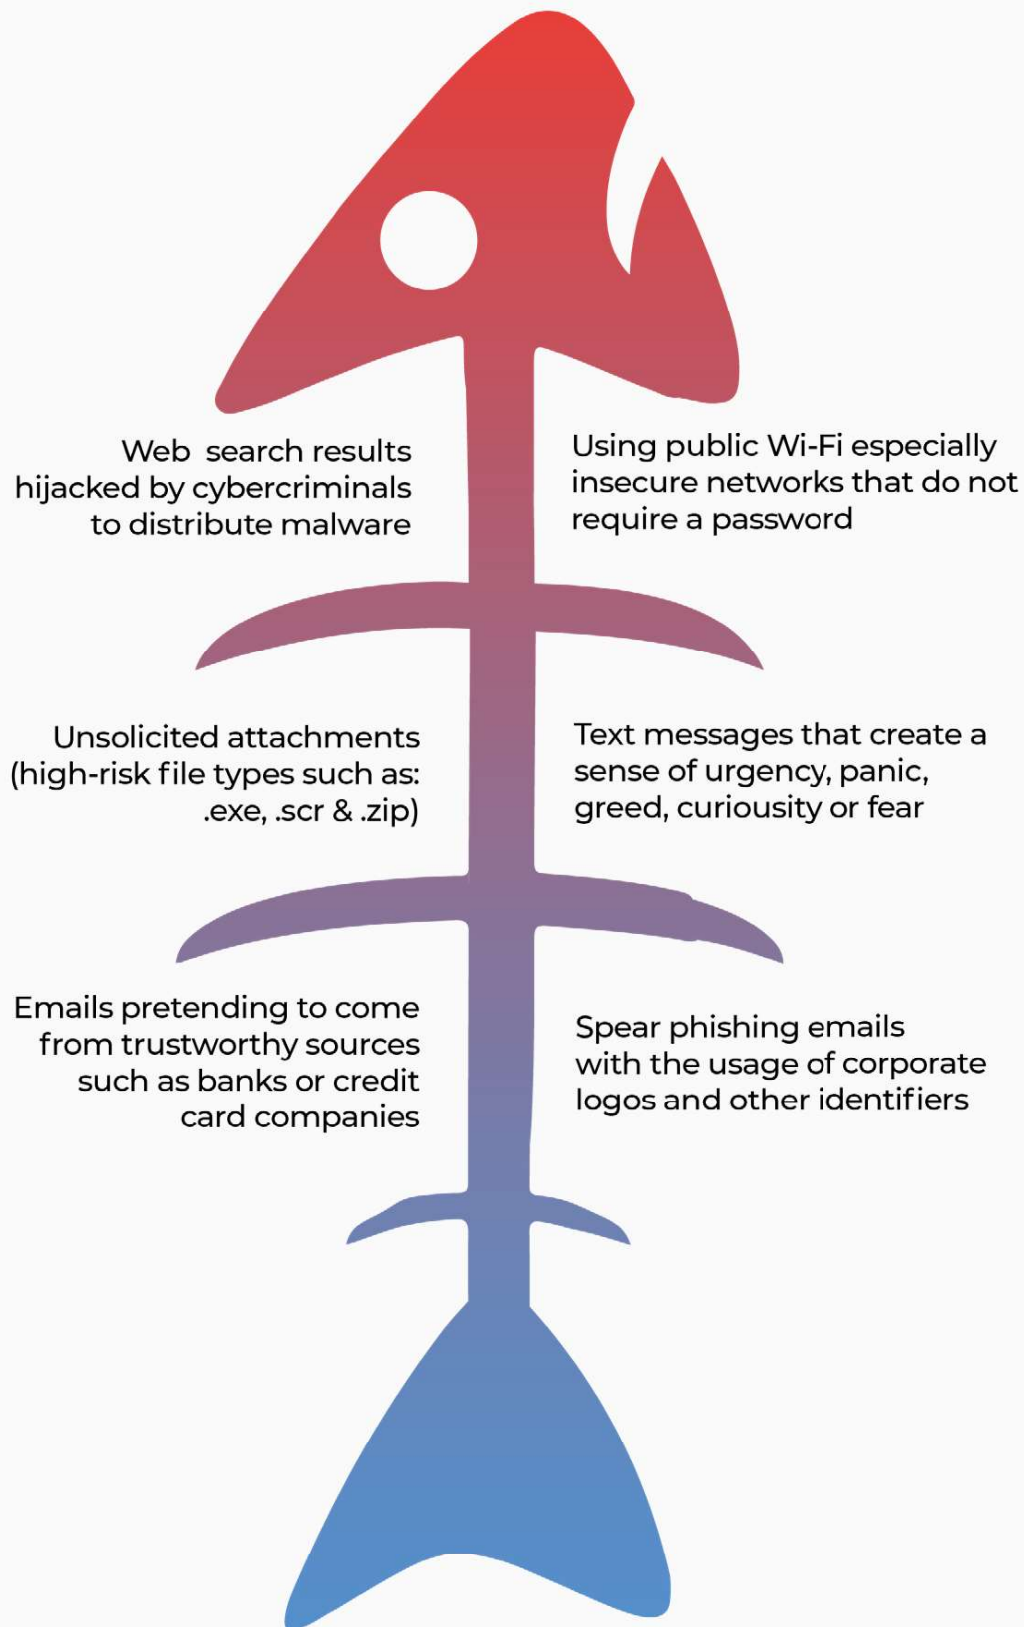 Web search results
hijacked by cybercriminals
to distribute malware
Using public Wi-Fi especially
insecure networks that do not
require a password
Unsolicited attachments
(high-risk file types such as:
.exe, .scr & .zip)
Text messages that create a
sense of urgency, panic,
greed, curiousity or fear
Emails pretending to come
from trustworthy sources
such as banks or credit
card companies
Spear phishing emails
with the usage of corporate
logos and other identifiers